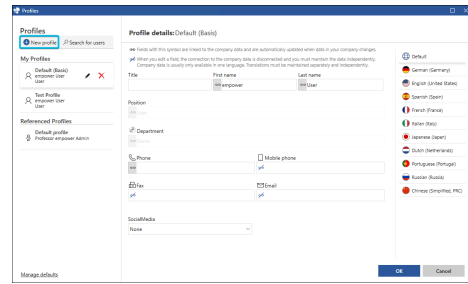 Profiles
Profiles
New profile
Search for users
My Profiles
Default (Basis)
empower User
User
Test Profile
empower User
User
Referenced Profiles
Default profile
Professor empower Admin
Manage defaults
Profile details: Default (Basis)
Fields with this symbol are linked to the company data and are automatically updated when data in your company changes.
When you edit a field, the connection to the company data is disconnected and you must maintain the data independently.
Company data is usually only available in one language. Translations must be maintained separately and independently.
Title
First name
Last name
empower
User
Position
User
Department
Phone
Mobile phone
Fax
Email
SocialMedia
None
Default
German (Germany)
English (United States)
Spanish (Spain)
French (France)
Italian (Italy)
Japanese (Japan)
Dutch (Netherlands)
Portuguese (Portugal)
Russian (Russia)
Chinese (Simplified, PRC)
OK
Cancel